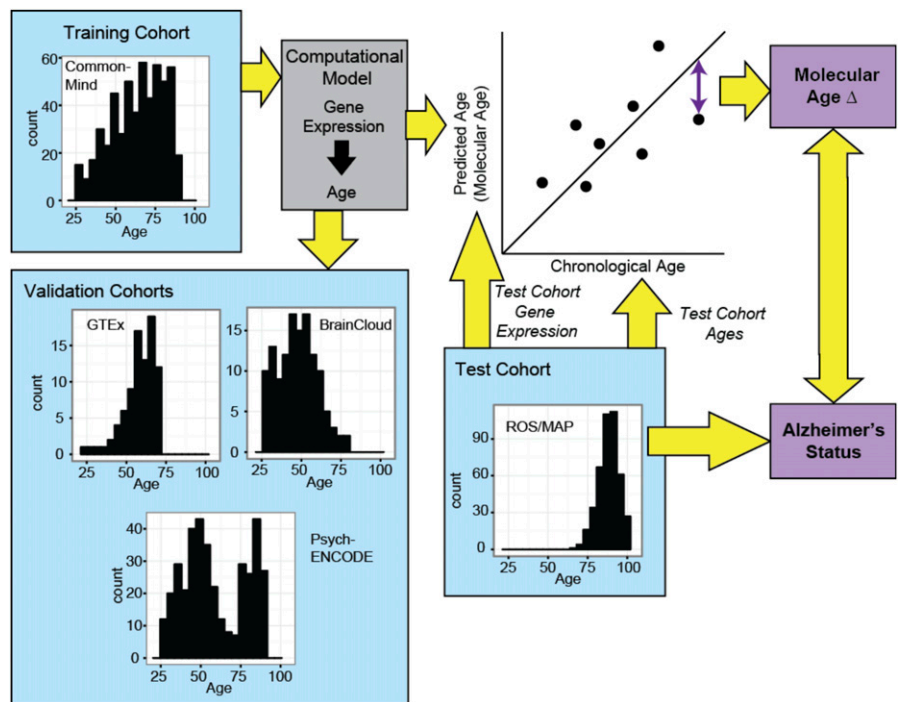 Training Cohort
Common-
Mind
60
40
20
0
count
25 50 75 100
Age
Computational
Model
Gene
Expression
Age
Predicted Age
(Molecular Age)
Chronological Age
Molecular
Age Δ
Validation Cohorts
GTEx
15
10
5
0
count
25 50 75 100
Age
BrainCloud
15
10
5
0
count
25 50 75 100
Age
Psych-
ENCODE
40
30
20
10
0
count
25 50 75 100
Age
Test Cohort
Gene
Expression
Test Cohort
Ages
Test Cohort
ROS/MAP
90
60
30
0
count
25 50 75 100
Age
Alzheimer's
Status